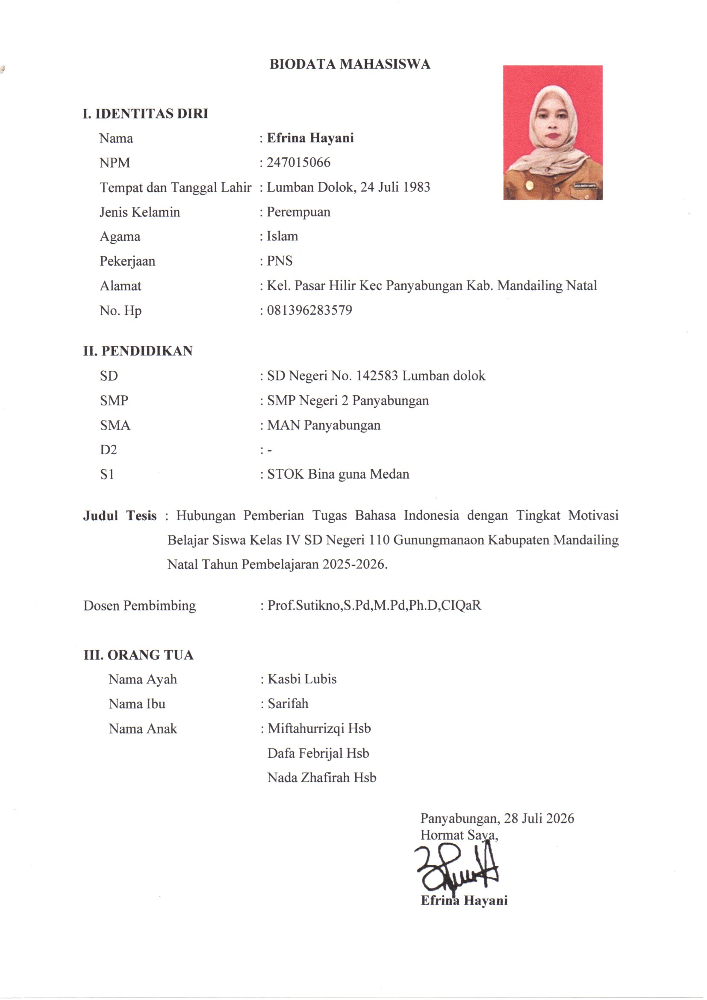 BIODATA MAHASISWA
I. IDENTITAS DIRI
Nama : Efrina Hayani
NPM : 247015066
Tempat dan Tanggal Lahir : Lumban Dolok, 24 Juli 1983
Jenis Kelamin : Perempuan
Agama : Islam
Pekerjaan : PNS
Alamat : Kel. Pasar Hilir Kec Panyabungan Kab. Mandailing Natal
No. Hp : 081396283579
II. PENDIDIKAN
SD : SD Negeri No. 142583 Lumban dolok
SMP : SMP Negeri 2 Panyabungan
SMA : MAN Panyabungan
D2 : -
S1 : STOK Bina guna Medan
Judul Tesis : Hubungan Pemberian Tugas Bahasa Indonesia dengan Tingkat Motivasi
Belajar Siswa Kelas IV SD Negeri 110 Gunungmanaon Kabupaten Mandailing
Natal Tahun Pembelajaran 2025-2026.
Dosen Pembimbing : Prof.Sutikno,S.Pd,M.Pd,Ph.D,CIQaR
III. ORANG TUA
Nama Ayah : Kasbi Lubis
Nama Ibu : Sarifah
Nama Anak : Miftahurrizqi Hsb
Dafa Febrijal Hsb
Nada Zhafirah Hsb
Panyabungan, 28 Juli 2026
Hormat Saya,
Efrina Hayani